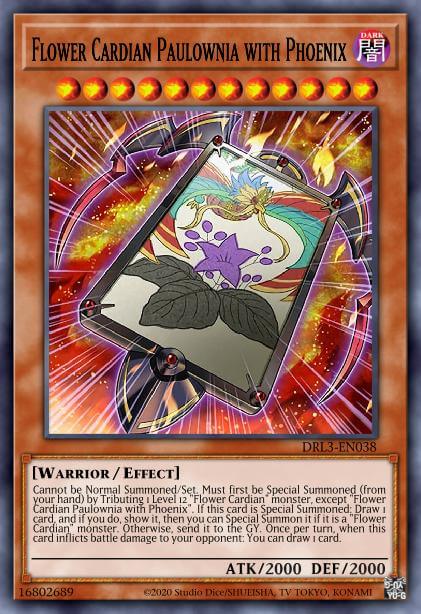 Flower Cardian Paulownia with Phoenix
DARK
闇
DRL3-EN038
[Warrior / Effect]
Cannot be Normal Summoned/Set. Must first be Special Summoned (from
your hand) by Tributing 1 Level 12 "Flower Cardian" monster, except "Flower
Cardian Paulownia with Phoenix". If this card is Special Summoned: Draw 1
card, and if you do, show it, then you can Special Summon it if it is a "Flower
Cardian" monster. Otherwise, send it to the GY. Once per turn, when this
card inflicts battle damage to your opponent: You can draw 1 card.
ATK/2000 DEF/2000
16802689
©2020 Studio Dice/SHUEISHA, TV TOKYO, KONAMI